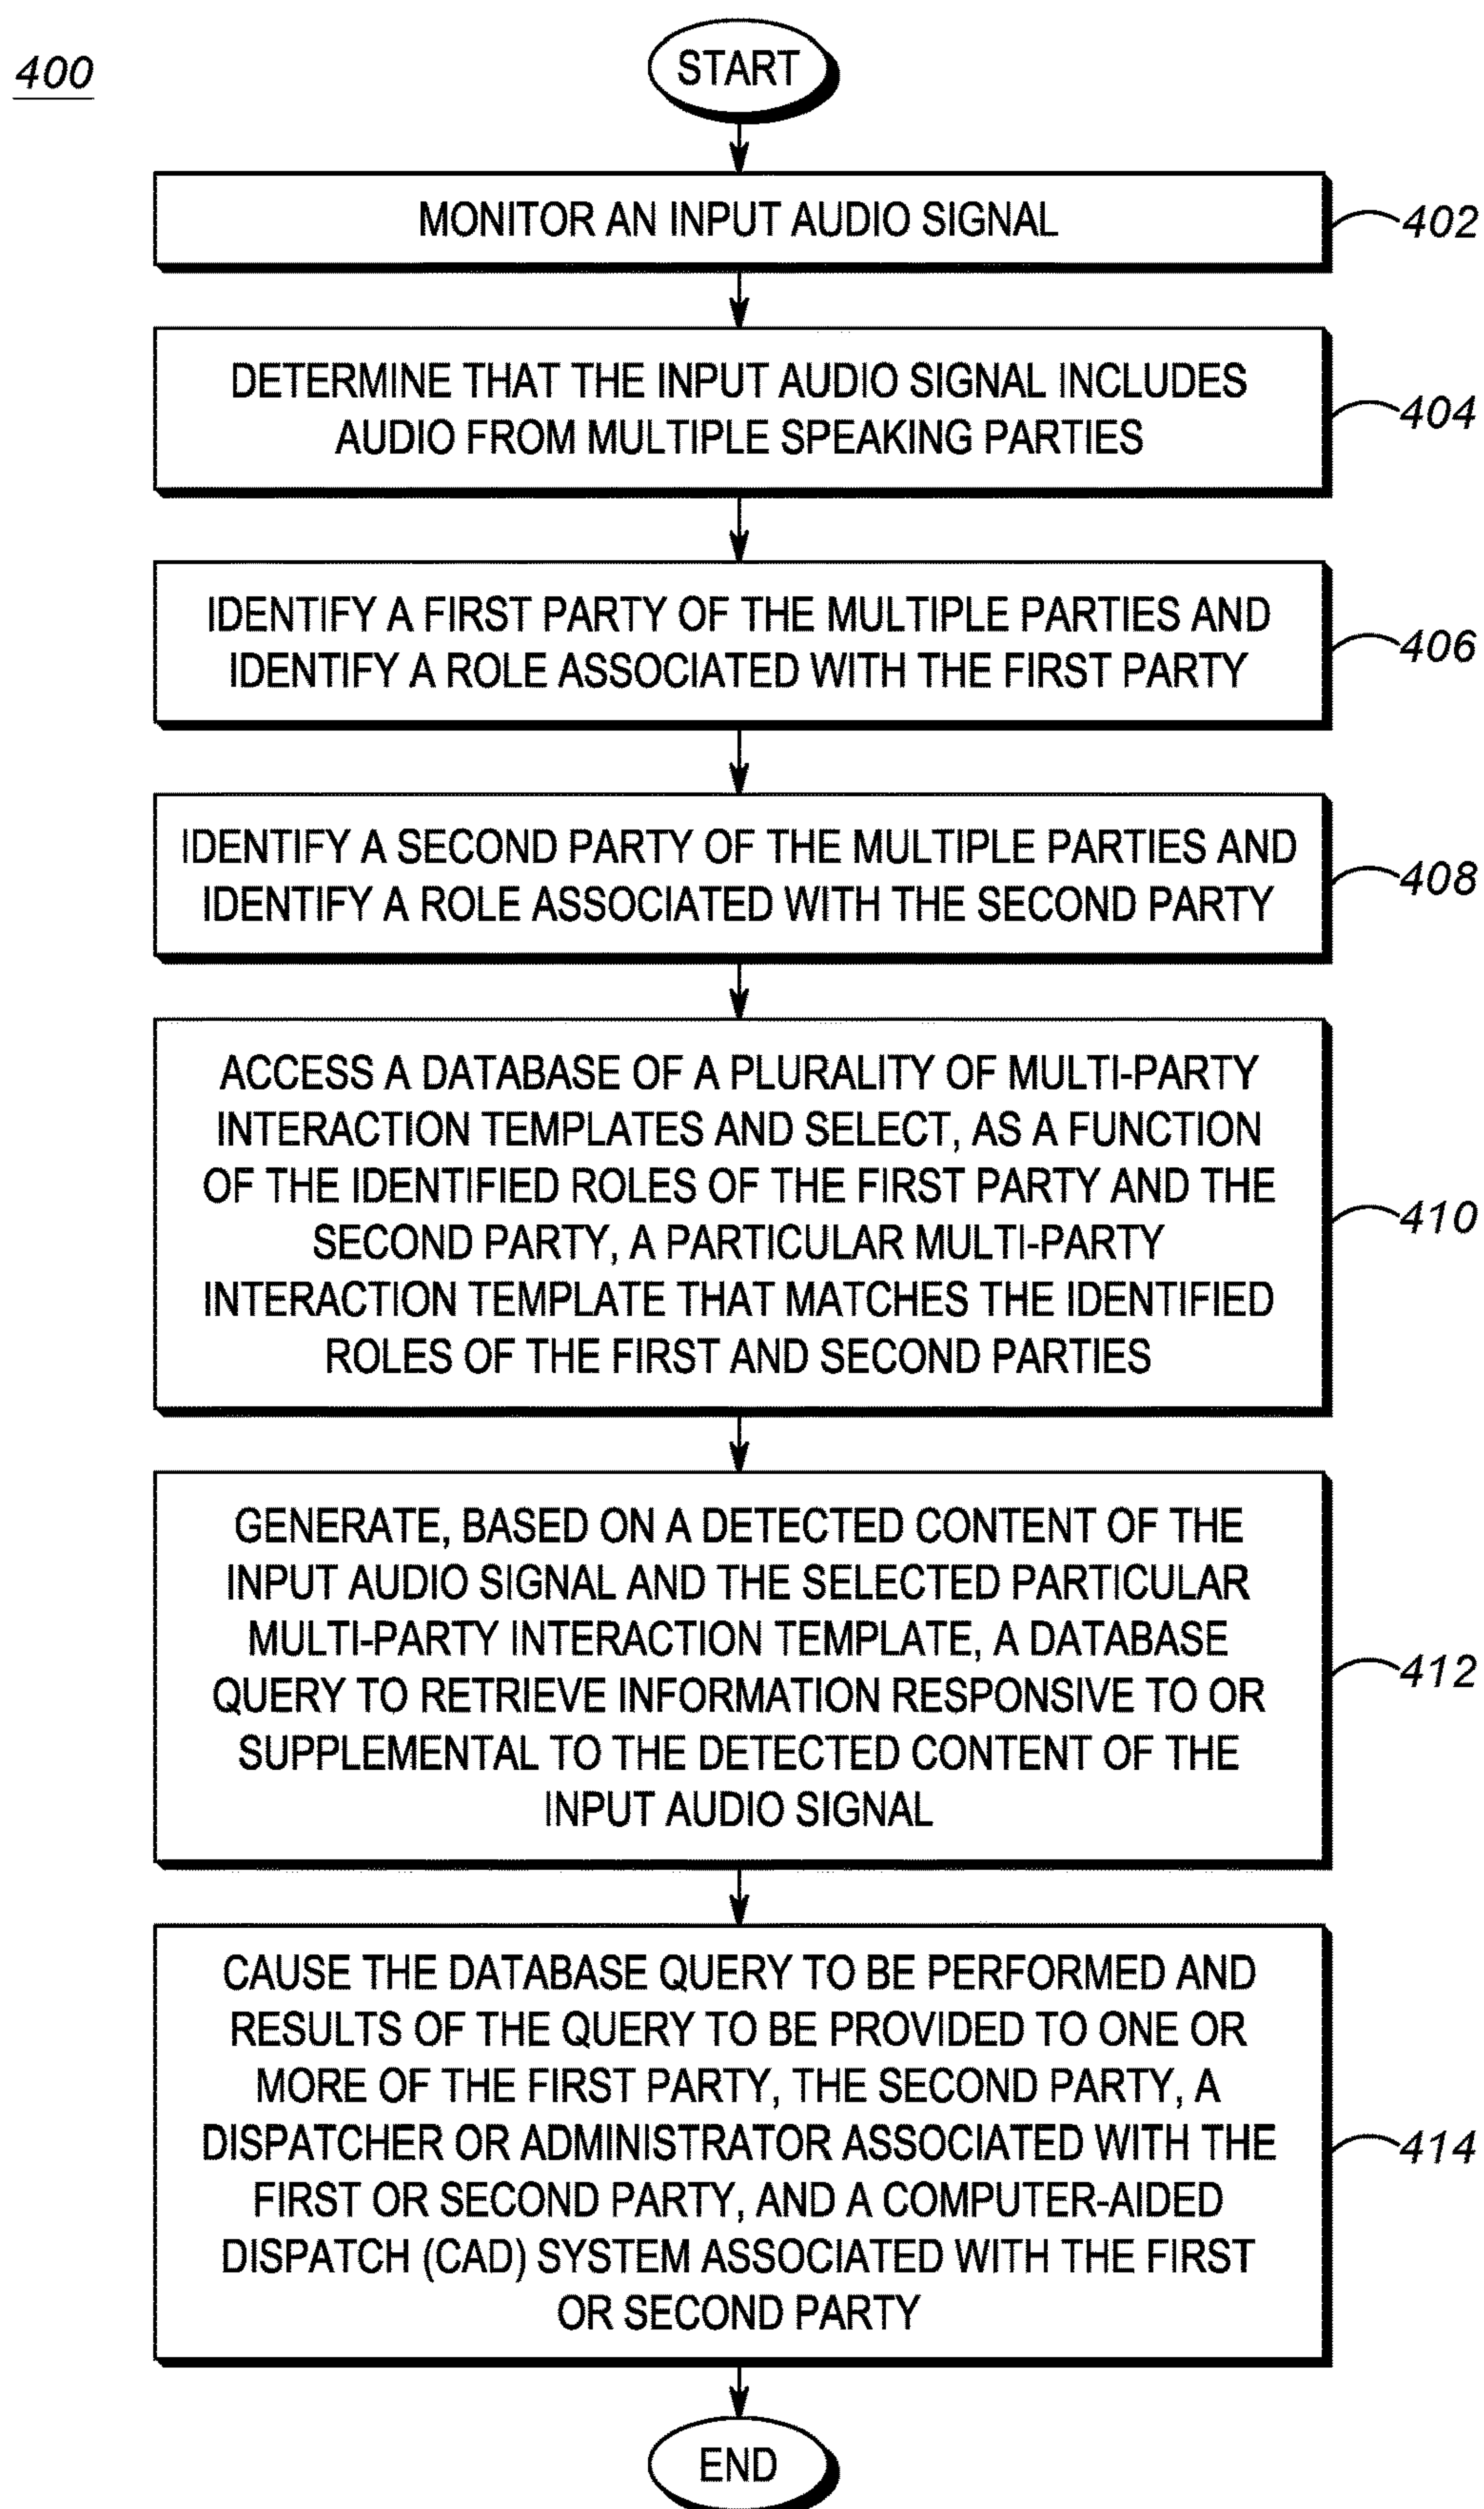 400
START
MONITOR AN INPUT AUDIO SIGNAL
402
DETERMINE THAT THE INPUT AUDIO SIGNAL INCLUDES
AUDIO FROM MULTIPLE SPEAKING PARTIES
404
IDENTIFY A FIRST PARTY OF THE MULTIPLE PARTIES AND
IDENTIFY A ROLE ASSOCIATED WITH THE FIRST PARTY
406
IDENTIFY A SECOND PARTY OF THE MULTIPLE PARTIES AND
IDENTIFY A ROLE ASSOCIATED WITH THE SECOND PARTY
408
ACCESS A DATABASE OF A PLURALITY OF MULTI-PARTY
INTERACTION TEMPLATES AND SELECT, AS A FUNCTION
OF THE IDENTIFIED ROLES OF THE FIRST PARTY AND THE
SECOND PARTY, A PARTICULAR MULTI-PARTY
INTERACTION TEMPLATE THAT MATCHES THE IDENTIFIED
ROLES OF THE FIRST AND SECOND PARTIES
410
GENERATE, BASED ON A DETECTED CONTENT OF THE
INPUT AUDIO SIGNAL AND THE SELECTED PARTICULAR
MULTI-PARTY INTERACTION TEMPLATE, A DATABASE
QUERY TO RETRIEVE INFORMATION RESPONSIVE TO OR
SUPPLEMENTAL TO THE DETECTED CONTENT OF THE
INPUT AUDIO SIGNAL
412
CAUSE THE DATABASE QUERY TO BE PERFORMED AND
RESULTS OF THE QUERY TO BE PROVIDED TO ONE OR
MORE OF THE FIRST PARTY, THE SECOND PARTY, A
DISPATCHER OR ADMINISTRATOR ASSOCIATED WITH THE
FIRST OR SECOND PARTY, AND A COMPUTER-AIDED
DISPATCH (CAD) SYSTEM ASSOCIATED WITH THE FIRST
OR SECOND PARTY
414
END